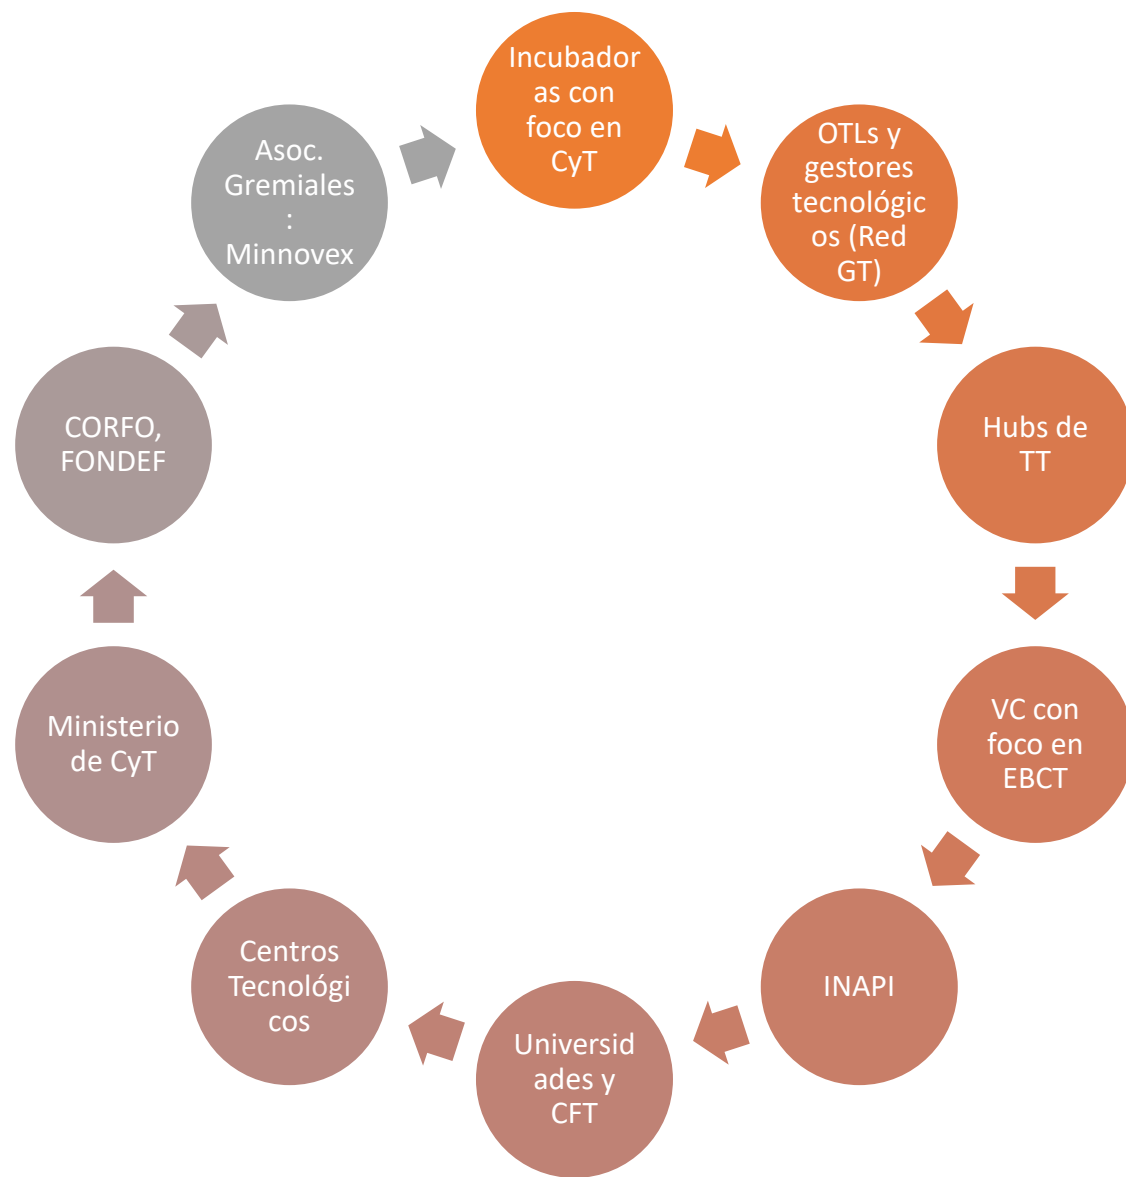 Incubador
as con
foco en
CyT
OTLs y
gestores
tecnológic
os (Red
GT)
Hubs de
TT
VC con
foco en
EBCT
INAPI
Universid
ades y
CFT
Centros
Tecnológi
cos
Ministerio
de CyT
CORFO,
FONDEF
Asoc.
Gremiales
:
Minnovex